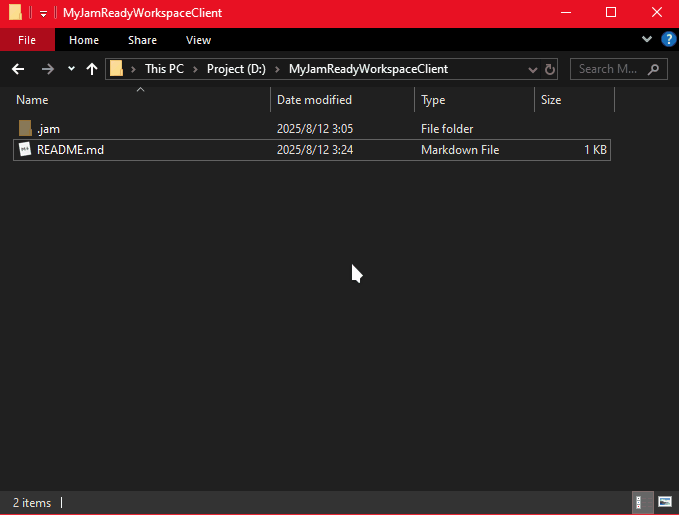 MyJamReadyWorkspaceClient
File Home Share View
This PC Project (D:) MyJamReadyWorkspaceClient Search M...
Name Date modified Type Size
.jam 2025/8/12 3:05 File folder
README.md 2025/8/12 3:24 Markdown File 1 KB
2 items